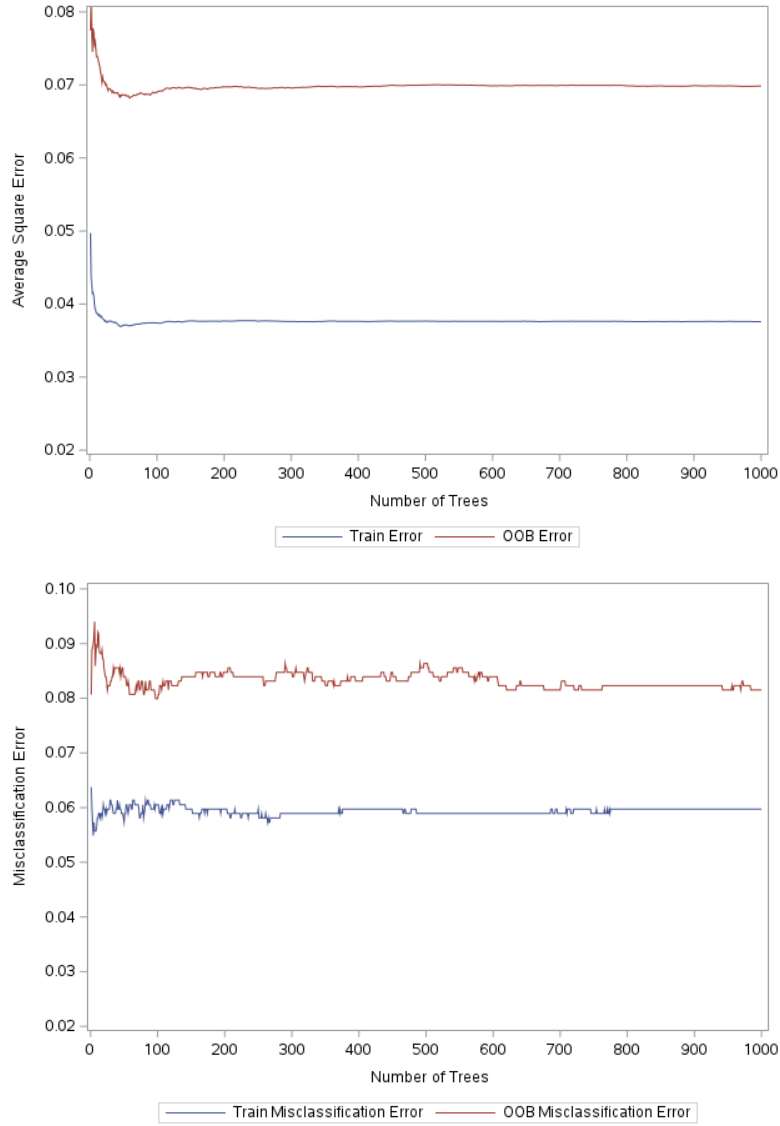 0.08
0.07
0.06
0.05
0.04
0.03
0.02
Average Square Error
0 100 200 300 400 500 600 700 800 900 1000
Number of Trees
Train Error OOB Error
0.10
0.09
0.08
0.07
0.06
0.05
0.04
0.03
0.02
Misclassification Error
0 100 200 300 400 500 600 700 800 900 1000
Number of Trees
Train Misclassification Error OOB Misclassification Error